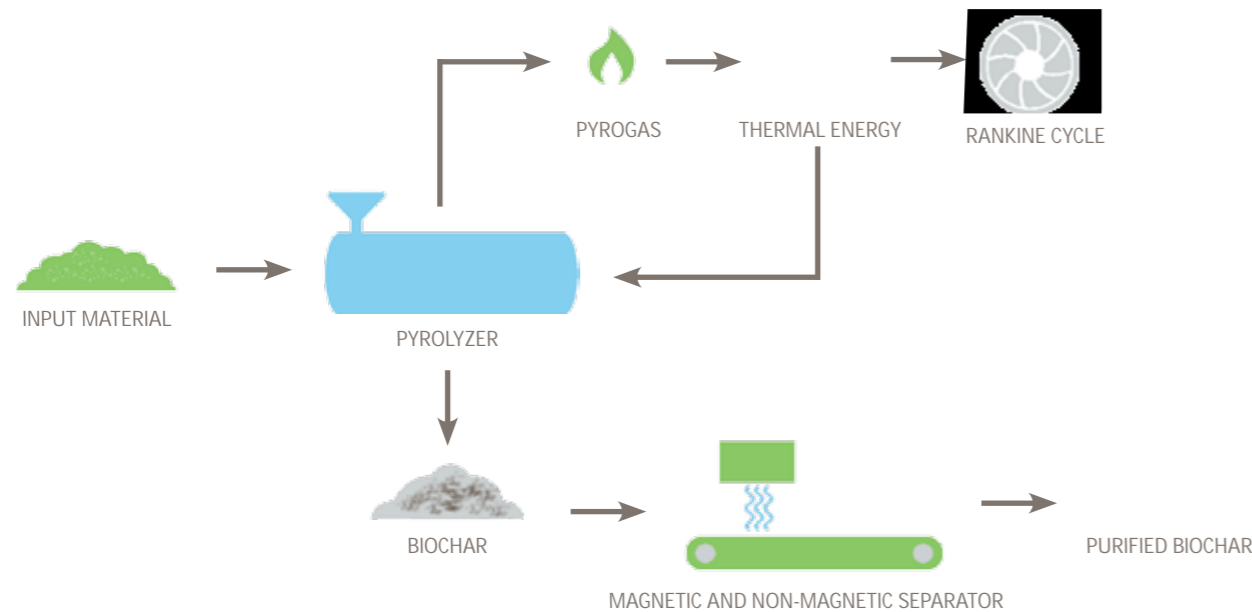 PYROGAS
THERMAL ENERGY
RANKINE CYCLE
INPUT MATERIAL
PYROLYZER
BIOCHAR
PURIFIED BIOCHAR
MAGNETIC AND NON-MAGNETIC SEPARATOR